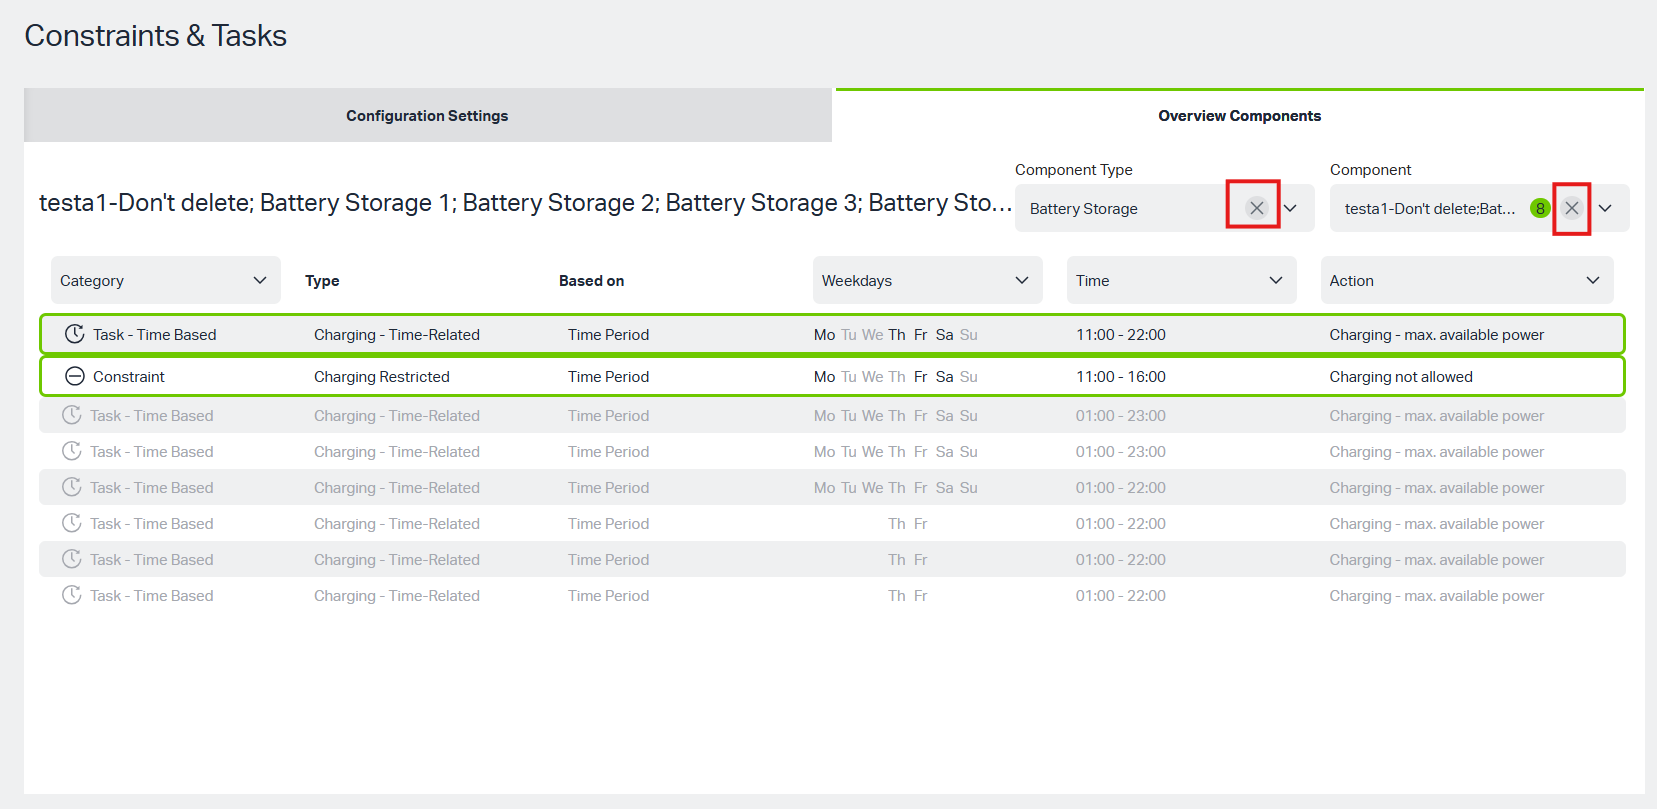 Constraints & Tasks
Configuration Settings
Overview Components
Component Type
Component
testa1-Don't delete; Battery Storage 1; Battery Storage 2; Battery Storage 3; Battery Sto...
Battery Storage
testa1-Don't delete;Bat... 8
Category Type Based on Weekdays Time Action
Task - Time Based Charging - Time-Related Time Period Mo Tu We Th Fr Sa Su 11:00 - 22:00 Charging - max. available power
Constraint Charging Restricted Time Period Mo Tu We Th Fr Sa Su 11:00 - 16:00 Charging not allowed
Task - Time Based Charging - Time-Related Time Period Mo Tu We Th Fr Sa Su 01:00 - 23:00 Charging - max. available power
Task - Time Based Charging - Time-Related Time Period Mo Tu We Th Fr Sa Su 01:00 - 23:00 Charging - max. available power
Task - Time Based Charging - Time-Related Time Period Mo Tu We Th Fr Sa Su 01:00 - 22:00 Charging - max. available power
Task - Time Based Charging - Time-Related Time Period Th Fr 01:00 - 22:00 Charging - max. available power
Task - Time Based Charging - Time-Related Time Period Th Fr 01:00 - 22:00 Charging - max. available power
Task - Time Based Charging - Time-Related Time Period Th Fr 01:00 - 22:00 Charging - max. available power